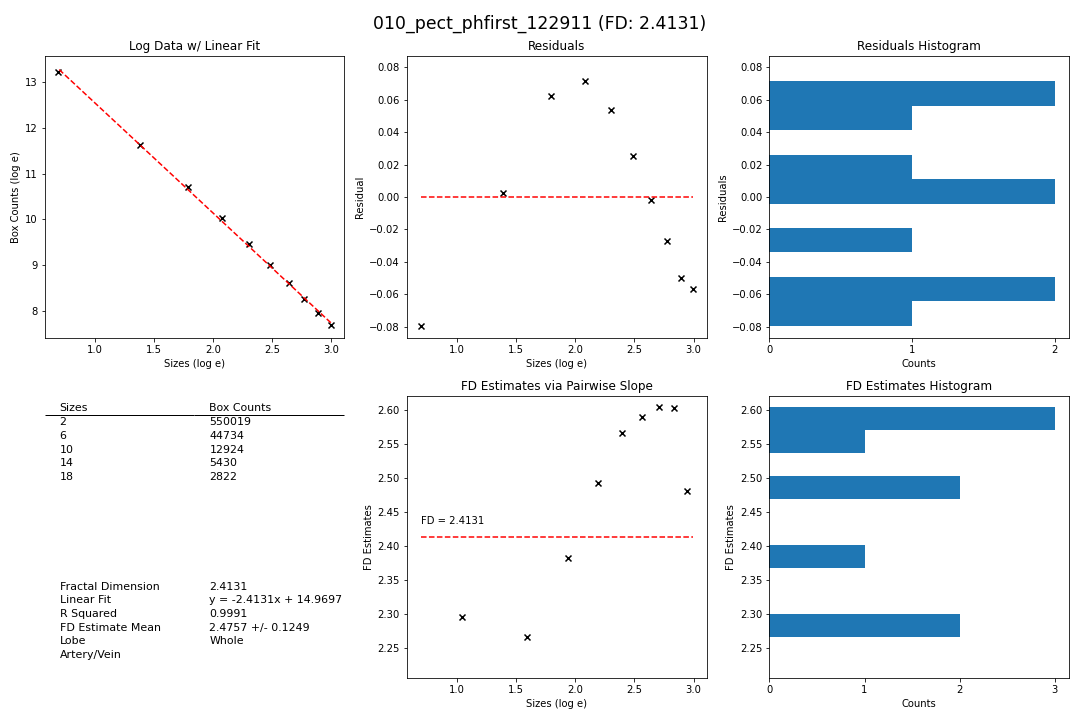 010_pect_phfirst_122911 (FD: 2.4131)
Log Data w/ Linear Fit
Box Counts (log e)
13
12
11
10
9
8
1.0 1.5 2.0 2.5 3.0
Sizes (log e)
Residuals
Residual
0.08
0.06
0.04
0.02
0.00
−0.02
−0.04
−0.06
−0.08
1.0 1.5 2.0 2.5 3.0
Sizes (log e)
Residuals Histogram
Residuals
0.08
0.06
0.04
0.02
0.00
−0.02
−0.04
−0.06
−0.08
0 1 2
Counts
Sizes Box Counts
2 550019
6 44734
10 12924
14 5430
18 2822
Fractal Dimension 2.4131
Linear Fit y = -2.4131x + 14.9697
R Squared 0.9991
FD Estimate Mean 2.4757 +/- 0.1249
Lobe Whole
Artery/Vein
FD Estimates via Pairwise Slope
FD Estimates
2.60
2.55
2.50
2.45
2.40
2.35
2.30
2.25
FD = 2.4131
1.0 1.5 2.0 2.5 3.0
Sizes (log e)
FD Estimates Histogram
FD Estimates
2.60
2.55
2.50
2.45
2.40
2.35
2.30
2.25
0 1 2 3
Counts